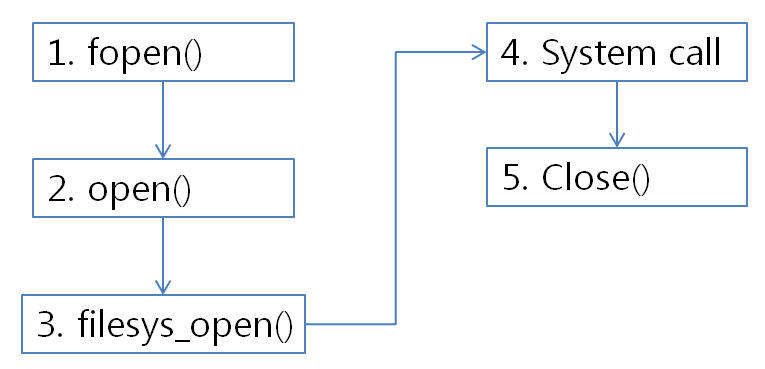 1. fopen()
2. open()
3. filesys_open()
4. System call
5. Close()